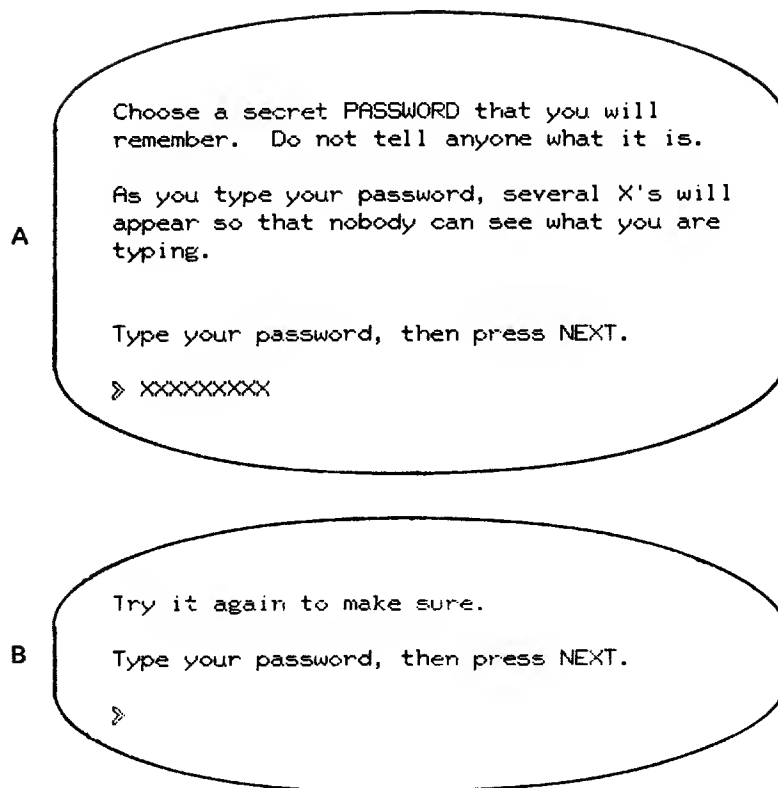 Choose a secret PASSWORD that you will
remember.  Do not tell anyone what it is.
As you type your password, several X's will
appear so that nobody can see what you are
typing.
A
Type your password, then press NEXT.
> XXXXXXXXX
Try it again to make sure.
B
Type your password, then press NEXT.
>